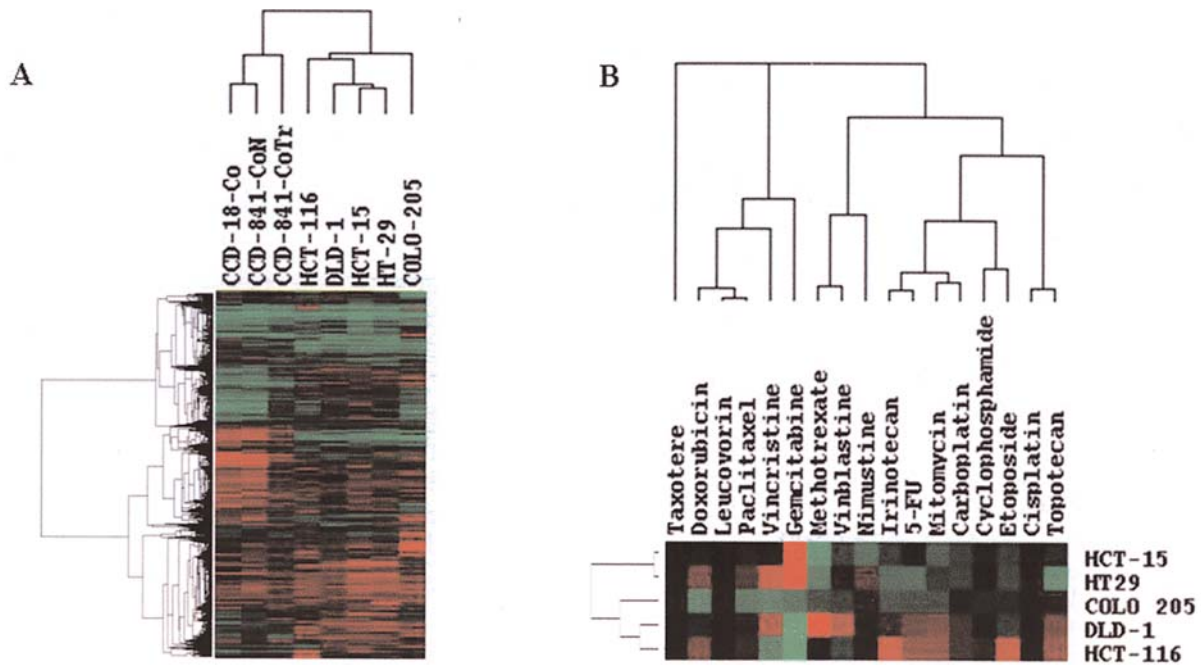 A
CCD-18-Co
CCD-841-CoN
CCD-841-CoTr
HCT-116
DLD-1
HCT-15
HT-29
COLO-205
B
Taxotere
Doxorubicin
Leucovorin
Paclitaxel
Vincristine
Gemcitabine
Methotrexate
Vinblastine
Nimustine
Irinotecan
5-FU
Mitomycin
Carboplatin
Cyclophosphamide
Etoposide
Cisplatin
Topotecan
HCT-15
HT29
COLO 205
DLD-1
HCT-116